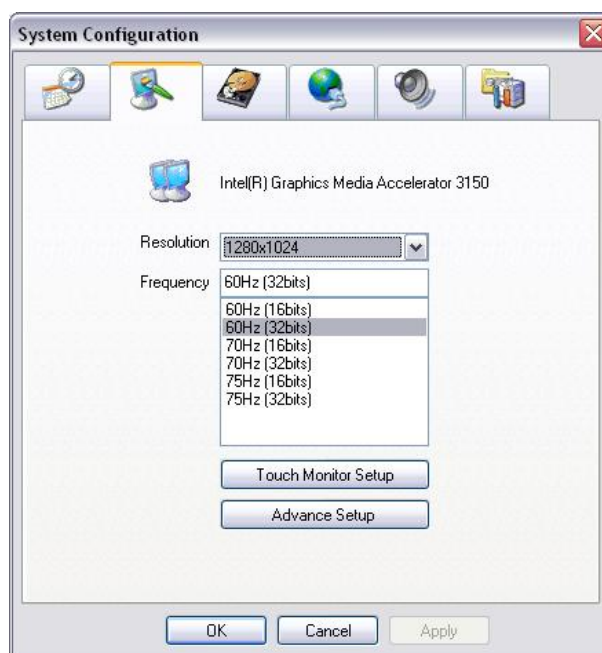 System Configuration
Intel(R) Graphics Media Accelerator 3150
Resolution 1280x1024
Frequency 60Hz (32bits)
60Hz (16bits)
60Hz (32bits)
70Hz (16bits)
70Hz (32bits)
75Hz (16bits)
75Hz (32bits)
Touch Monitor Setup
Advance Setup
OK Cancel Apply